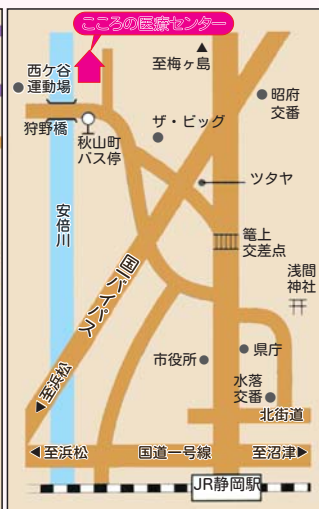 こころの医療センター
至梅ヶ島
西ケ谷
運動場
昭府
交番
ザ・ビッグ
狩野橋
秋山町
バス停
ツタヤ
安倍川
籠上
交差点
国一バイパス
浅間
神社
県庁
市役所
水落
交番
至浜松
北街道
至浜松
国道一号線
至沼津
JR静岡駅